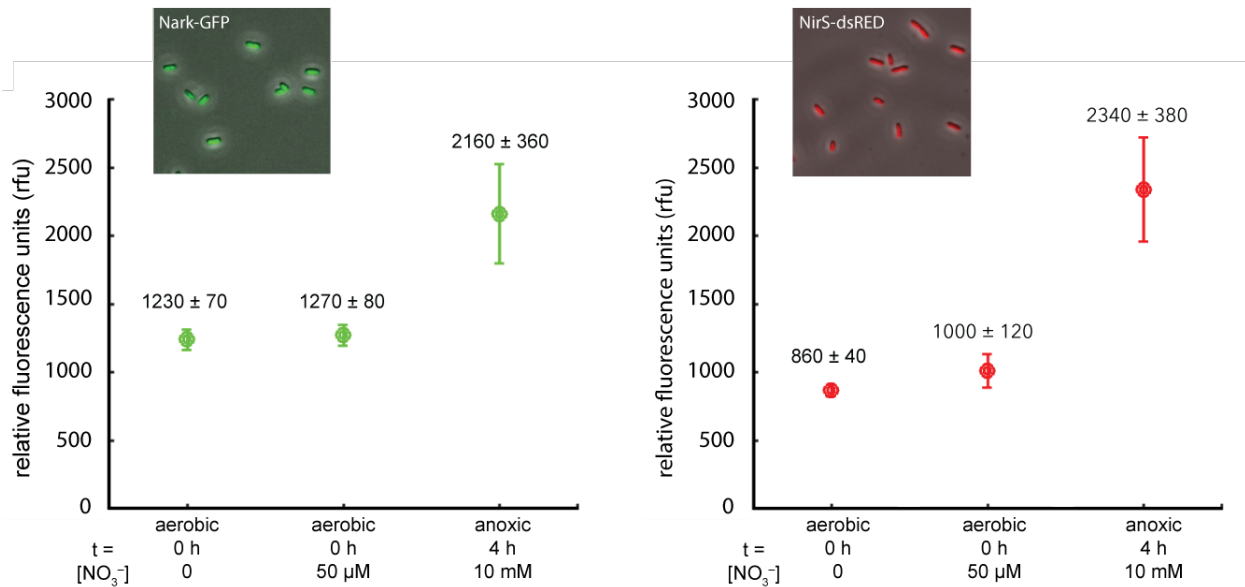 Nark-GFP
relative fluorescence units (rfu)
3000
2500
2000
1500
1000
500
0
1230 ± 70
1270 ± 80
2160 ± 360
aerobic aerobic anoxic
t = 0 h 0 h 4 h
[NO₃⁻] 0 50 µM 10 mM
NirS-dsRED
relative fluorescence units (rfu)
3000
2500
2000
1500
1000
500
0
860 ± 40
1000 ± 120
2340 ± 380
aerobic aerobic anoxic
t = 0 h 0 h 4 h
[NO₃⁻] 0 50 µM 10 mM